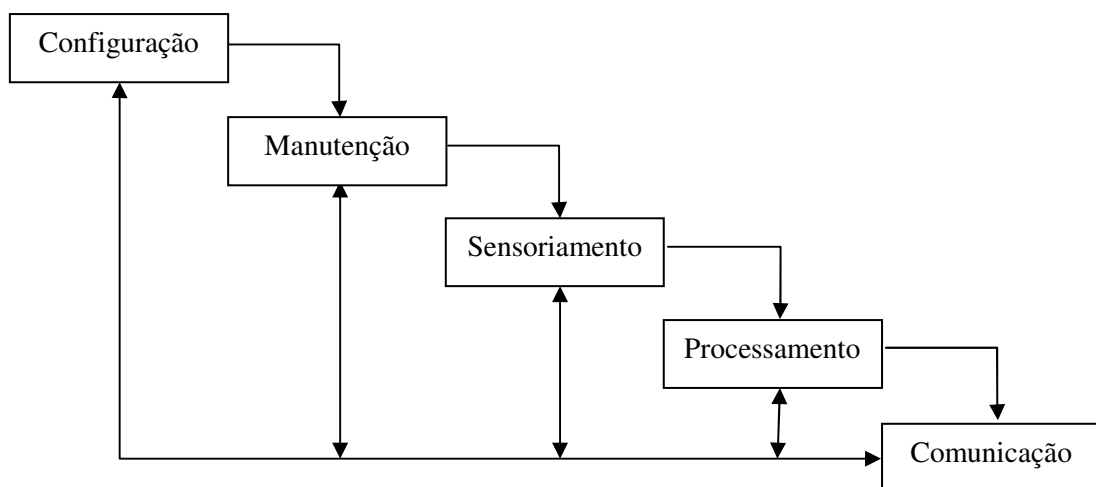 Configuração
Manutenção
Sensoriamento
Processamento
Comunicação